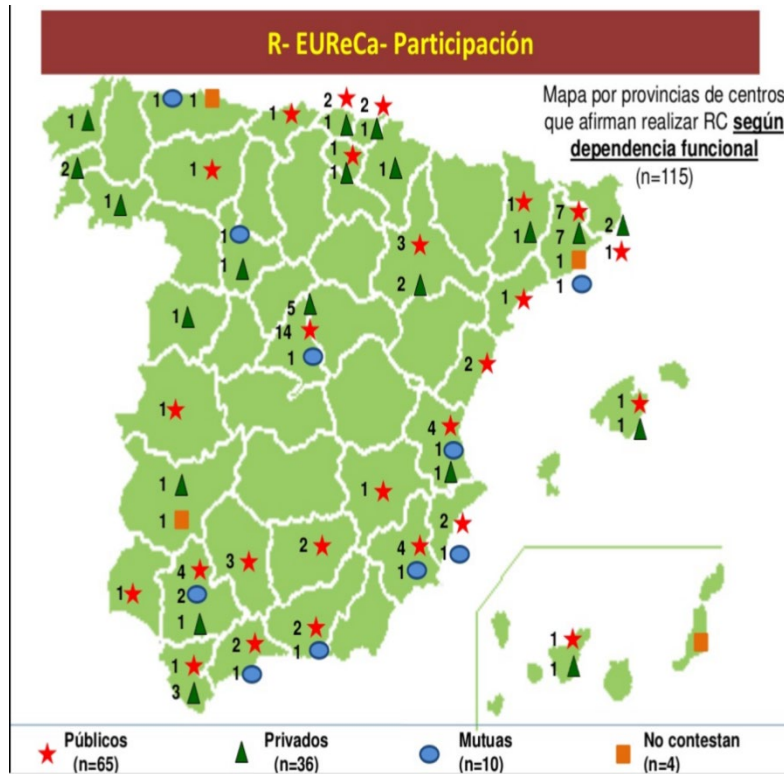 R- EUReCa- Participación
Mapa por provincias de centros
que afirman realizar RC según
dependencia funcional
(n=115)
1 1 1 2 2
1 1 1
1
2 1 1 1
1 1 7 2
1 3 1 7 1
1 2 1
1 5 1 1
14
1 2
1 1
4 1
1
1
1 1
1 2
2 4 1
3 1
4
1 2
1 2
2 1 1
1 1 1
3
Públicos
(n=65)
Privados
(n=36)
Mutuas
(n=10)
No contestan
(n=4)